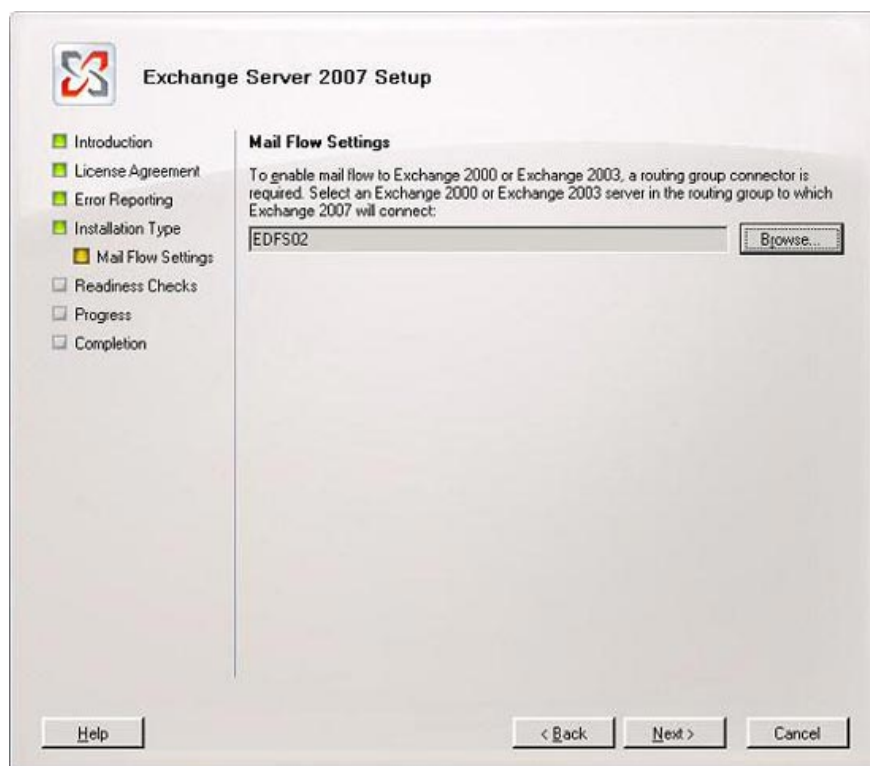 Exchange Server 2007 Setup
Introduction
License Agreement
Error Reporting
Installation Type
Mail Flow Settings
Readiness Checks
Progress
Completion
Mail Flow Settings
To enable mail flow to Exchange 2000 or Exchange 2003, a routing group connector is
required. Select an Exchange 2000 or Exchange 2003 server in the routing group to which
Exchange 2007 will connect:
EDFS02
Browse...
Help
< Back
Next >
Cancel